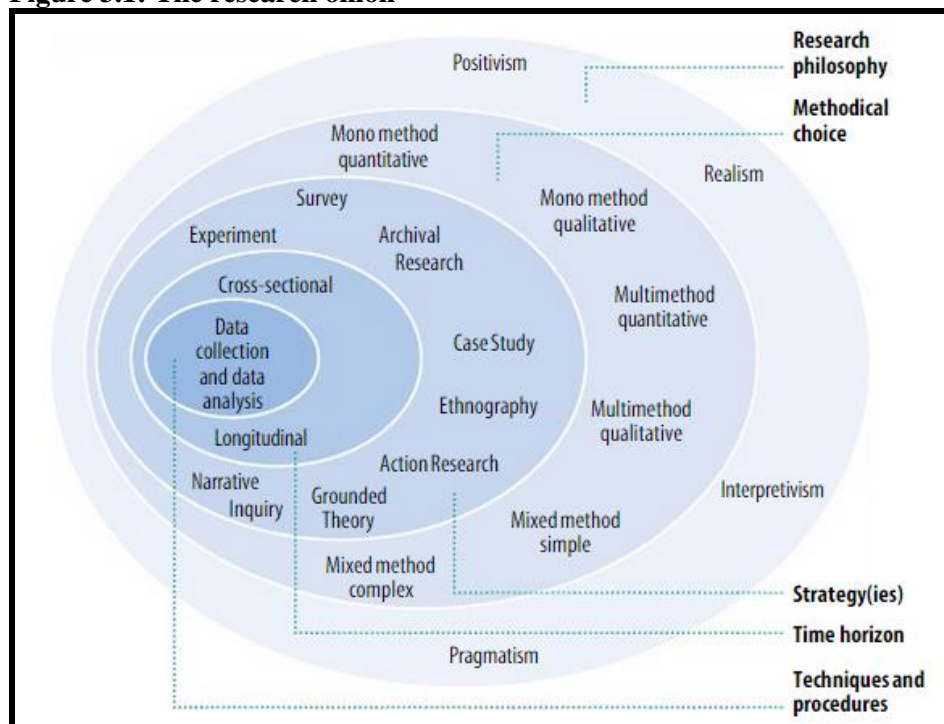 Figure 3.1: The research onion
Positivism
Research
philosophy
Methodical
choice
Mono method
quantitative
Realism
Survey
Mono method
qualitative
Experiment
Archival
Research
Cross-sectional
Multimethod
quantitative
Data
collection
and data
analysis
Case Study
Ethnography
Multimethod
qualitative
Longitudinal
Action Research
Narrative
Inquiry
Grounded
Theory
Interpretivism
Mixed method
simple
Mixed method
complex
Strategy(ies)
Time horizon
Pragmatism
Techniques and
procedures